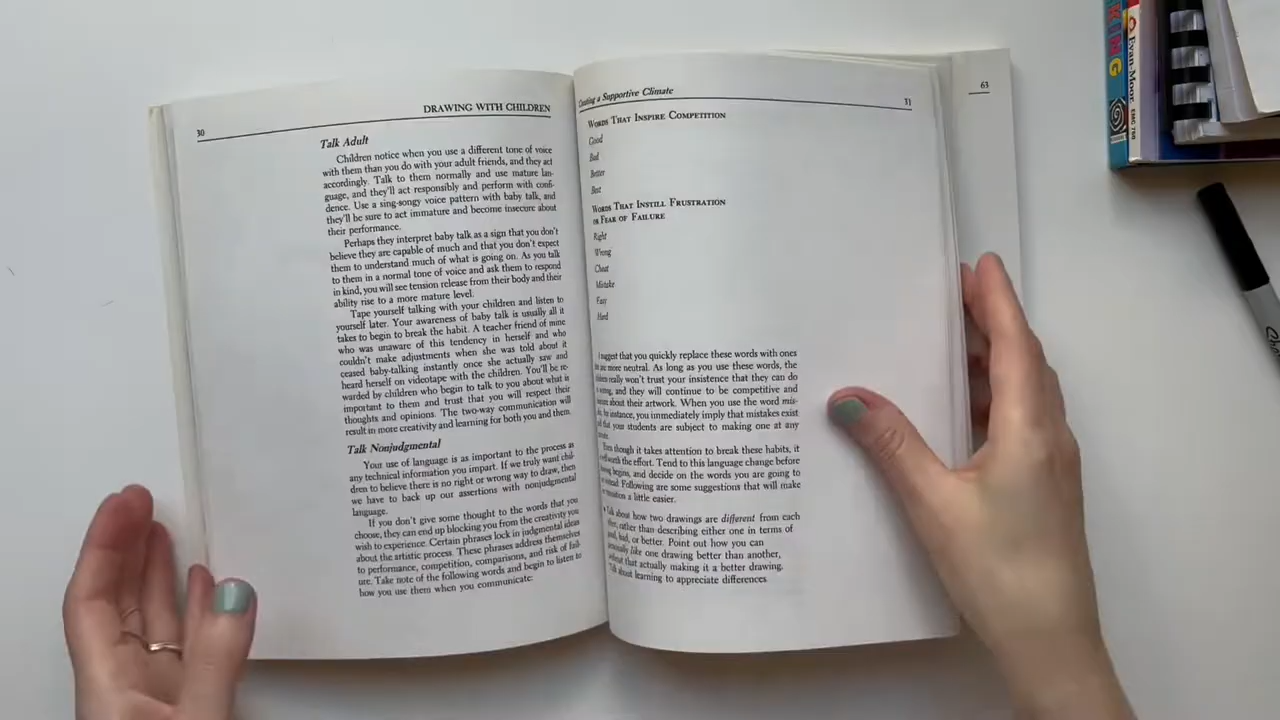 30
DRAWING WITH CHILDREN
Talk Adult
Children notice when you use a different tone of voice
with them than you do with your adult friends, and they act
accordingly. Talk to them normally and use mature lan-
guage, and they'll act responsibly and perform with confi-
dence. Use a sing-songy voice pattern with baby talk, and
they'll be sure to act immature and become insecure about
their performance.
Perhaps they interpret baby talk as a sign that you don't
believe they are capable of much and that you don't expect
them to understand much of what is going on. As you talk
to them in a normal tone of voice and ask them to respond
in kind, you will see tension release from their body and their
ability rise to a more mature level.
Tape yourself talking with your children and listen to
yourself later. Your awareness of baby talk is usually all it
takes to begin to break the habit. A teacher friend of mine
who was unaware of this tendency in herself and who
couldn't make adjustments when she was told about it
ceased baby-talking instantly once she actually saw and
heard herself on videotape with the children. You'll be re-
warded by children who begin to talk to you about what is
important to them and trust that you will respect their
thoughts and opinions. The two-way communication will
result in more creativity and learning for both you and them.
Talk Nonjudgmental
Your use of language is as important to the process as
any technical information you impart. If we truly want chil-
dren to believe there is no right or wrong way to draw, then
we have to back up our assertions with nonjudgmental
language.
If you don't give some thought to the words that you
choose, they can end up blocking you from the creativity you
wish to experience. Certain phrases lock in judgmental ideas
about the artistic process. These phrases address themselves
to performance, competition, comparisons, and risk of fail-
ure. Take note of the following words and begin to listen to
how you use them when you communicate:
Creating a Supportive Climate
31
WORDS THAT INSPIRE COMPETITION
Good
Bad
Better
Best
WORDS THAT INSTILL FRUSTRATION
OR FEAR OF FAILURE
Right
Wrong
Cheat
Mistake
Easy
Hard
I suggest that you quickly replace these words with ones
are more neutral. As long as you use these words, the
really won't trust your insistence that they can do
wrong, and they will continue to be competitive and
about their artwork. When you use the word mis-
instance, you immediately imply that mistakes exist
that your students are subject to making one at any
Even though it takes attention to break these habits, it
the effort. Tend to this language change before
begins, and decide on the words you are going to
instead. Following are some suggestions that will make
transition a little easier.
• Talk about how two drawings are different from each
other, rather than describing either one in terms of
good, bad, or better. Point out how you can
personally like one drawing better than another,
without that actually making it a better drawing.
Talk about learning to appreciate differences
63
KING
Evan-Moor
EMC 760